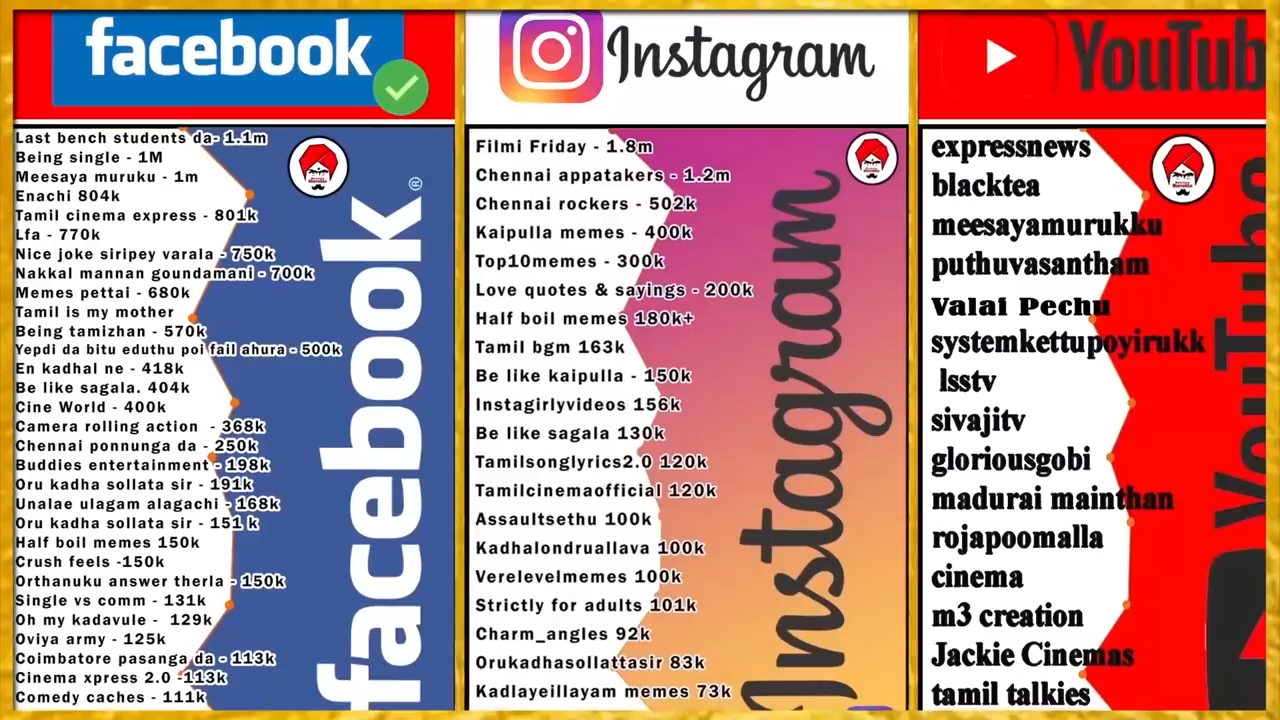 facebook
Last bench students da- 1.1m
Being single - 1M
Meesaya muruku - 1m
Enachi 804k
Tamil cinema express - 801k
Lfa - 770k
Nice joke siripey varala - 750k
Nakkal mannan goundamani - 700k
Memes pettai - 680k
Tamil is my mother
Being tamizhan - 570k
Yepdi da bitu eduthu poi fail ahura - 500k
En kadhal ne - 418k
Be like sagala. 404k
Cine World - 400k
Camera rolling action - 368k
Chennai ponnunga da - 250k
Buddies entertainment - 198k
Oru kadha sollata sir - 191k
Unalae ulagam alagachi - 168k
Oru kadha sollata sir - 151 k
Half boil memes 150k
Crush feels -150k
Orthanuku answer therla - 150k
Single vs comm - 131k
Oh my kadavule - 129k
Oviya army - 125k
Coimbatore pasanga da - 113k
Cinema xpress 2.0 -113k
Comedy caches - 111k
facebook®
Instagram
Filmi Friday - 1.8m
Chennai appatakers - 1.2m
Chennai rockers - 502k
Kaipulla memes - 400k
Top10memes - 300k
Love quotes & sayings - 200k
Half boil memes 180k+
Tamil bgm 163k
Be like kaipulla - 150k
Instagirlyvideos 156k
Be like sagala 130k
Tamilsonglyrics2.0 120k
Tamilcinemaofficial 120k
Assaultsethu 100k
Kadhalondruallava 100k
Verelevelmemes 100k
Strictly for adults 101k
Charm_angles 92k
Orukadhasollattasir 83k
Kadlayeillayam memes 73k
Instagram
YouTub
expressnews
blacktea
meesayamurukku
puthuvasantham
Valai Pechu
systemkettupoyirukk
lsstv
sivajitv
gloriousgobi
madurai mainthan
rojapoomalla
cinema
m3 creation
Jackie Cinemas
tamil talkies
YouTube